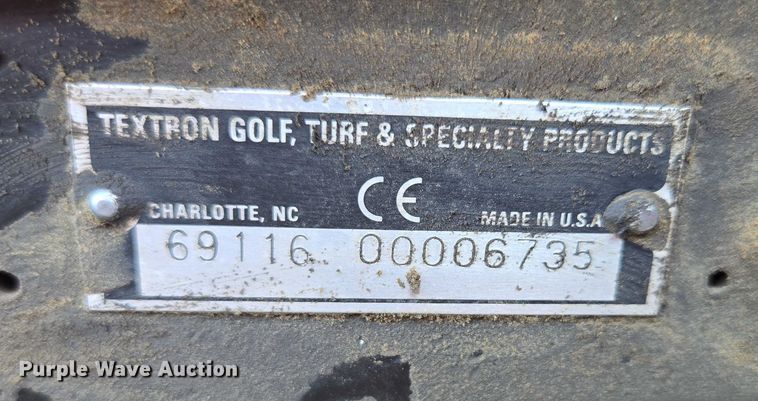 TEXTRON GOLF, TURF & SPECIALTY PRODUCTS
CE
CHARLOTTE, NC MADE IN U.S.A
69116 00006735
Purple Wave Auction